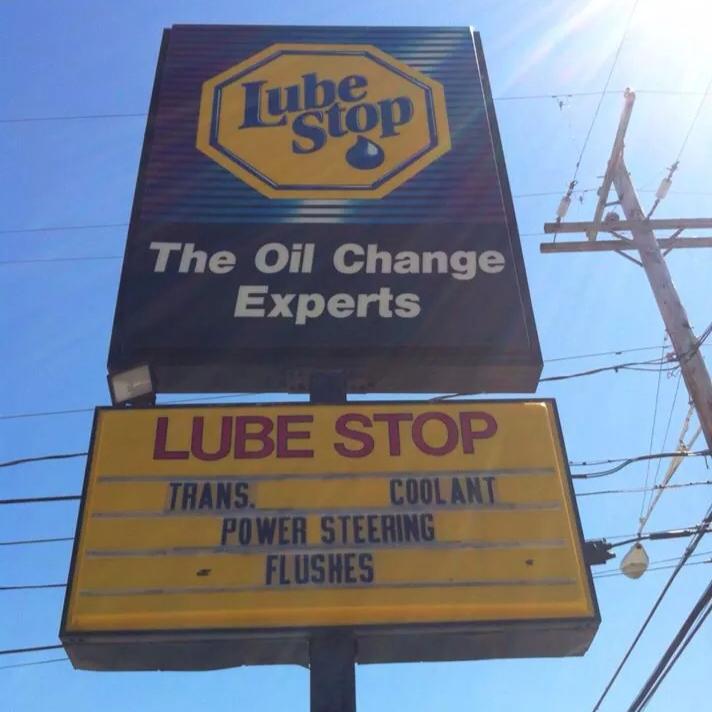 Lube
Stop
The Oil Change
Experts
LUBE STOP
TRANS. COOLANT
POWER STEERING
FLUSHES